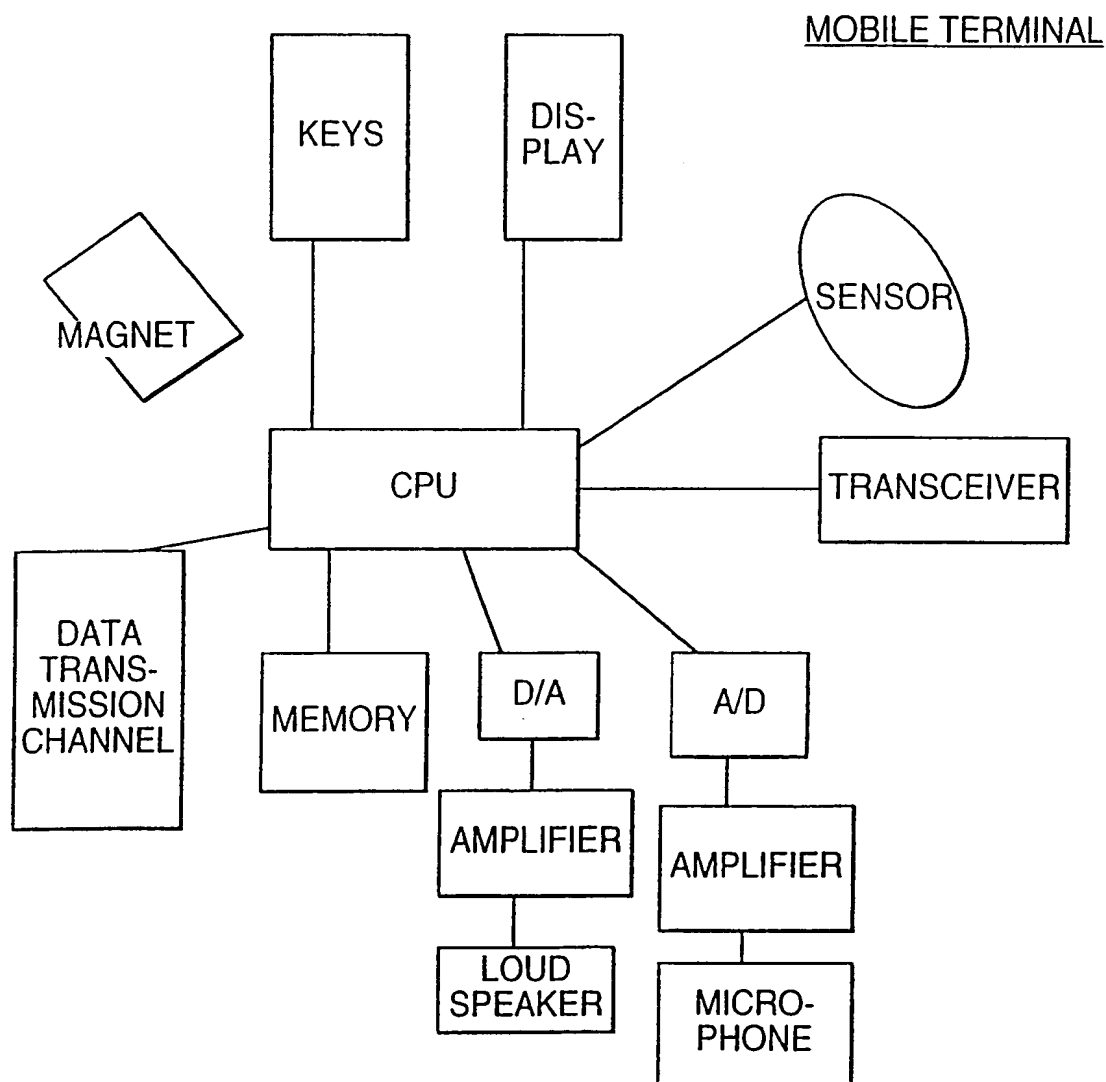 MOBILE TERMINAL
KEYS
DIS-
PLAY
MAGNET
SENSOR
CPU
TRANSCEIVER
DATA
TRANS-
MISSION
CHANNEL
MEMORY
D/A
A/D
AMPLIFIER
AMPLIFIER
LOUD
SPEAKER
MICRO-
PHONE